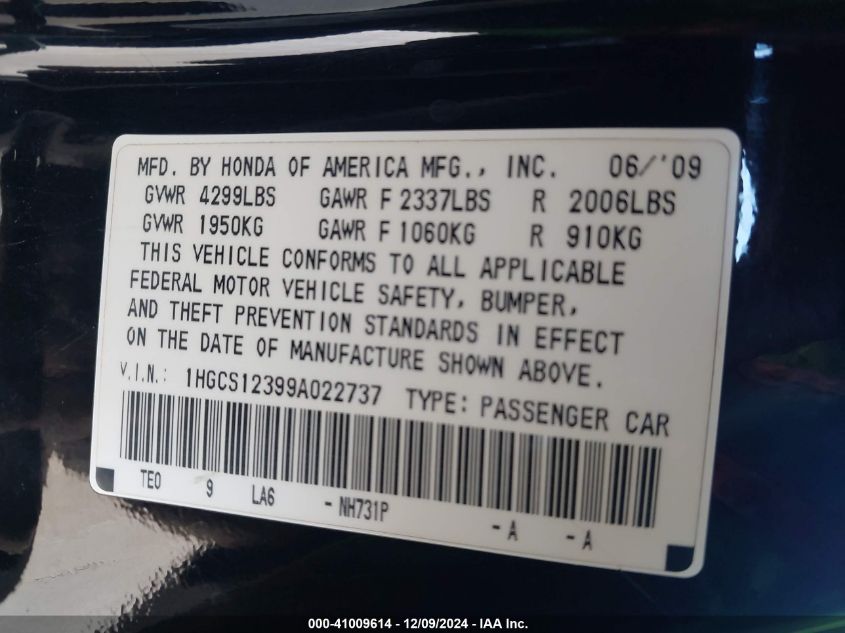 MFD. BY HONDA OF AMERICA MFG., INC. 06/'09
GVWR 4299LBS GAWR F 2337LBS R 2006LBS
GVWR 1950KG GAWR F 1060KG R 910KG
THIS VEHICLE CONFORMS TO ALL APPLICABLE
FEDERAL MOTOR VEHICLE SAFETY, BUMPER,
AND THEFT PREVENTION STANDARDS IN EFFECT
ON THE DATE OF MANUFACTURE SHOWN ABOVE.
V.I.N.: 1HGCS12399A022737 TYPE: PASSENGER CAR
TE0 9 LA6 - NH731P - A - A
000-41009614 - 12/09/2024 - IAA Inc.